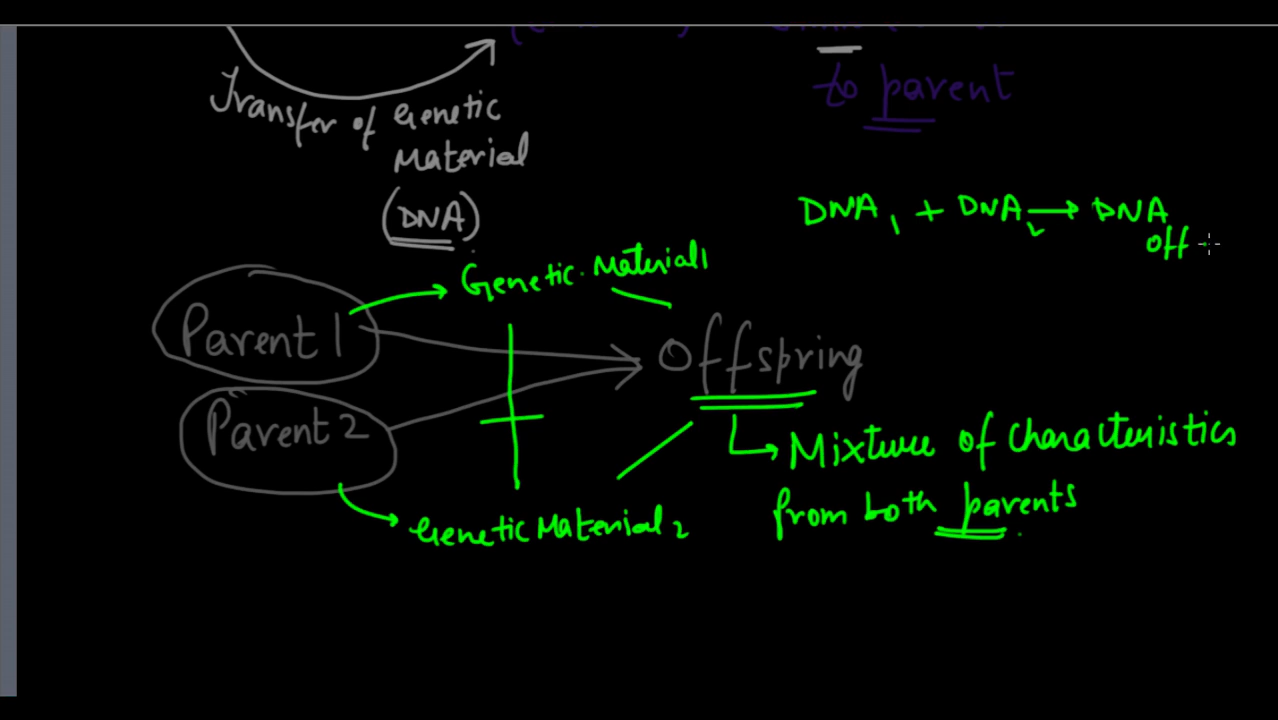 to parent
Transfer of Genetic
Material
(DNA)
DNA1 + DNA2 → DNA
off
Genetic Material1
Parent 1
Offspring
Parent 2
Mixture of characteristics
from both parents
Genetic Material2